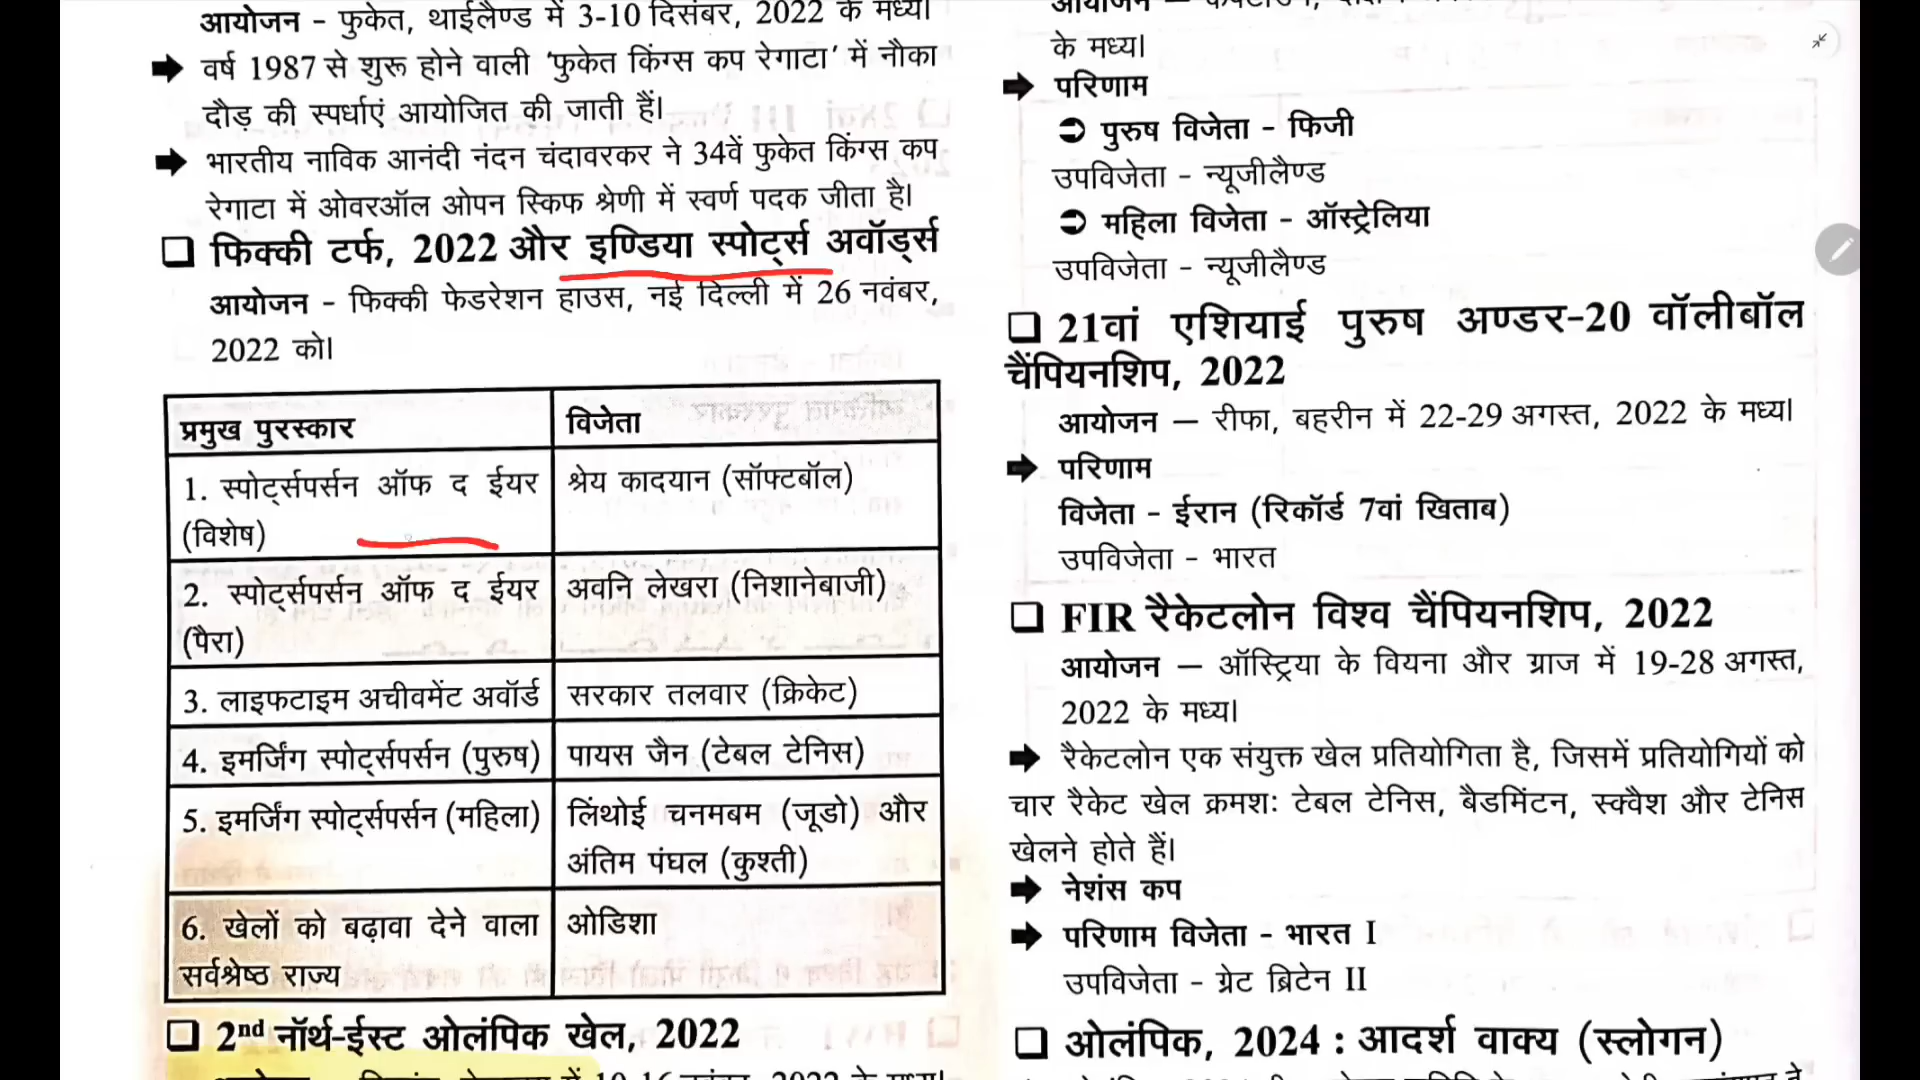 आयोजन - फुकेत, थाईलैण्ड में 3-10 दिसंबर, 2022 के मध्य।
➡ वर्ष 1987 से शुरू होने वाली ‘फुकेत किंग्स कप रेगाटा’ में नौका
दौड़ की स्पर्धाएं आयोजित की जाती हैं।
➡ भारतीय नाविक आनंदी नंदन चंदावरकर ने 34वें फुकेत किंग्स कप
रेगाटा में ओवरऑल ओपन स्किफ श्रेणी में स्वर्ण पदक जीता है।
❑ फिक्की टर्फ, 2022 और इण्डिया स्पोर्ट्स अवॉर्ड्स
आयोजन - फिक्की फेडरेशन हाउस, नई दिल्ली में 26 नवंबर,
2022 को।
प्रमुख पुरस्कार विजेता
1. स्पोर्ट्सपर्सन ऑफ द ईयर श्रेय कादयान (सॉफ्टबॉल)
(विशेष)
2. स्पोर्ट्सपर्सन ऑफ द ईयर अवनि लेखरा (निशानेबाजी)
(पैरा)
3. लाइफटाइम अचीवमेंट अवॉर्ड सरकार तलवार (क्रिकेट)
4. इमर्जिंग स्पोर्ट्सपर्सन (पुरुष) पायस जैन (टेबल टेनिस)
5. इमर्जिंग स्पोर्ट्सपर्सन (महिला) लिंथोई चनमबम (जूडो) और
अंतिम पंघल (कुश्ती)
6. खेलों को बढ़ावा देने वाला ओडिशा
सर्वश्रेष्ठ राज्य
❑ 2nd नॉर्थ-ईस्ट ओलंपिक खेल, 2022
के मध्य।
➡ परिणाम
➲ पुरुष विजेता - फिजी
उपविजेता - न्यूजीलैण्ड
➲ महिला विजेता - ऑस्ट्रेलिया
उपविजेता - न्यूजीलैण्ड
❑ 21वां एशियाई पुरुष अण्डर-20 वॉलीबॉल
चैंपियनशिप, 2022
आयोजन — रीफा, बहरीन में 22-29 अगस्त, 2022 के मध्य।
➡ परिणाम
विजेता - ईरान (रिकॉर्ड 7वां खिताब)
उपविजेता - भारत
❑ FIR रैकेटलोन विश्व चैंपियनशिप, 2022
आयोजन — ऑस्ट्रिया के वियना और ग्राज में 19-28 अगस्त,
2022 के मध्य।
➡ रैकेटलोन एक संयुक्त खेल प्रतियोगिता है, जिसमें प्रतियोगियों को
चार रैकेट खेल क्रमशः टेबल टेनिस, बैडमिंटन, स्क्वैश और टेनिस
खेलने होते हैं।
➡ नेशंस कप
➡ परिणाम विजेता - भारत I
उपविजेता - ग्रेट ब्रिटेन II
❑ ओलंपिक, 2024 : आदर्श वाक्य (स्लोगन)